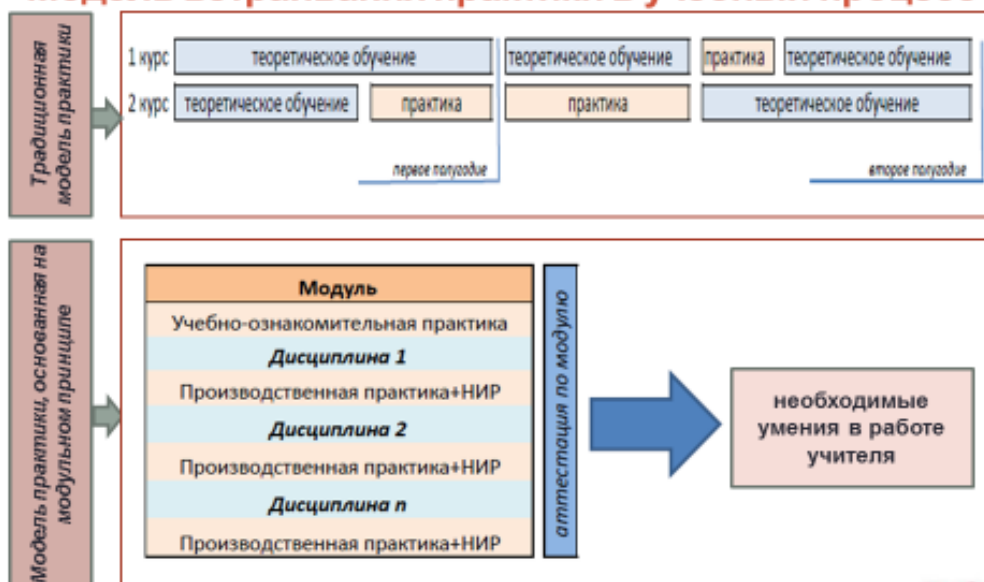 Традиционная
модель практики
1 курс теоретическое обучение теоретическое обучение практика теоретическое обучение
2 курс теоретическое обучение практика практика теоретическое обучение
первое полугодие второе полугодие
Модель практики, основанная на
модульном принципе
Модуль
Учебно-ознакомительная практика
Дисциплина 1
Производственная практика+НИР
Дисциплина 2
Производственная практика+НИР
Дисциплина n
Производственная практика+НИР
аттестация по модулю
необходимые
умения в работе
учителя